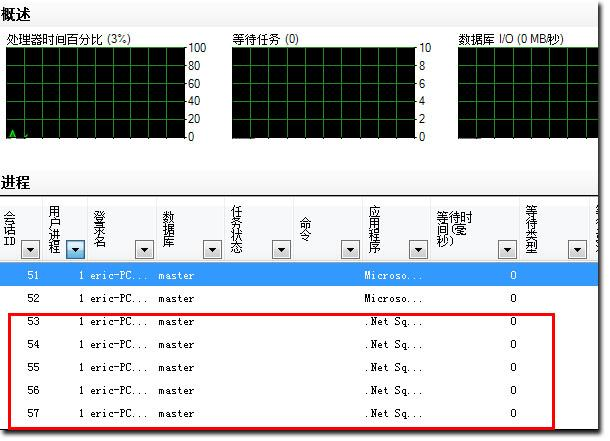 概述
处理器时间百分比 (3%)
100
80
60
40
20
0
等待任务 (0)
10
8
6
4
2
0
数据库 I/O (0 MB/秒)
进程
会话ID 用户进程 登录名 数据库 任务状态 命令 应用程序 等待时间(毫秒) 等待类型
51 1 eric-PC... master Microso... 0
52 1 eric-PC... master Microso... 0
53 1 eric-PC... master .Net Sq... 0
54 1 eric-PC... master .Net Sq... 0
55 1 eric-PC... master .Net Sq... 0
56 1 eric-PC... master .Net Sq... 0
57 1 eric-PC... master .Net Sq... 0